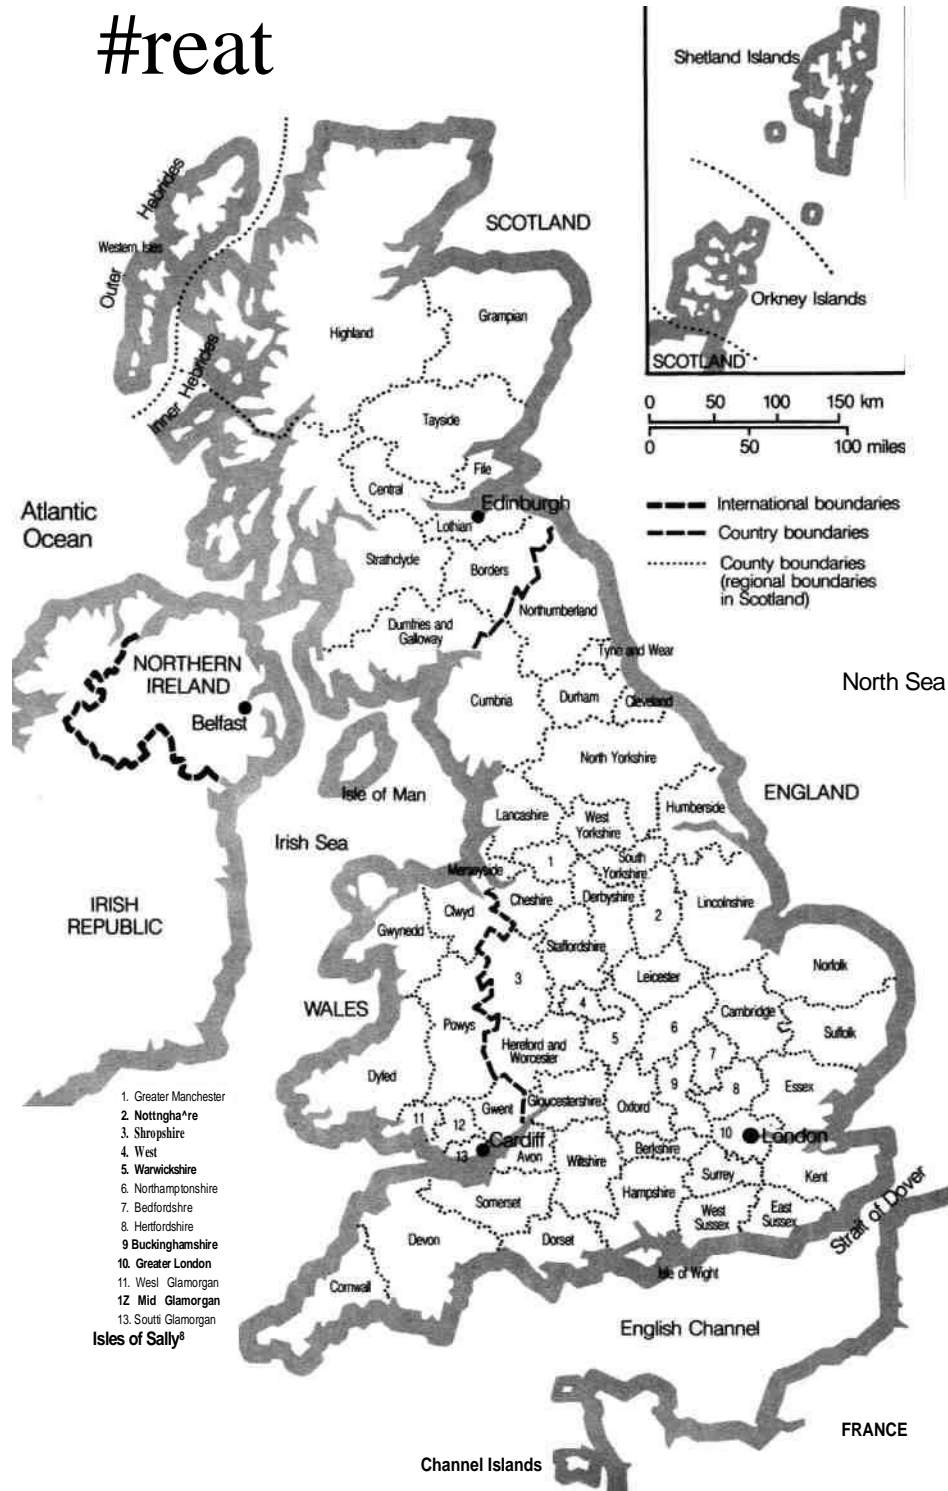 #reat
Shetland Islands
Orkney Islands
SCOTLAND
0 50 100 150 km
0 50 100 miles
International boundaries
Country boundaries
County boundaries
(regional boundaries
in Scotland)
Outer Hebrides
Western Isles
Inner Hebrides
SCOTLAND
Highland
Grampian
Tayside
File
Central
Edinburgh
Lothian
Strathclyde
Borders
Dumfries and
Galloway
Atlantic
Ocean
Northumberland
Tyne and Wear
NORTHERN
IRELAND
Belfast
Cumbria
Durham
Cleveland
North Sea
North Yorkshire
Isle of Man
ENGLAND
Lancashire
West
Yorkshire
Humberside
Irish Sea
Merseyside
1
South
Yorkshire
IRISH
REPUBLIC
Clwyd
Cheshire
Derbyshire
2
Lincolnshire
Gwynedd
Staffordshire
3
Leicester
Norfolk
WALES
4
Cambridge
Powys
5
6
Suffolk
Hereford and
Worcester
7
Dyled
9
8
Essex
Gwent
Gloucestershire
Oxford
11
12
10
London
Cardiff
13
Avon
Wiltshire
Berkshire
Surrey
Kent
Somerset
Hampshire
West
Sussex
East
Sussex
Strait of Dover
Devon
Dorset
Isle of Wight
Cornwall
1. Greater Manchester
2. Nottngha^re
3. Shropshire
4. West
5. Warwickshire
6. Northamptonshire
7. Bedfordshre
8. Hertfordshire
9 Buckinghamshire
10. Greater London
11. Wesl Glamorgan
1Z Mid Glamorgan
13. Soutti Glamorgan
Isles of Sally8
English Channel
FRANCE
Channel Islands